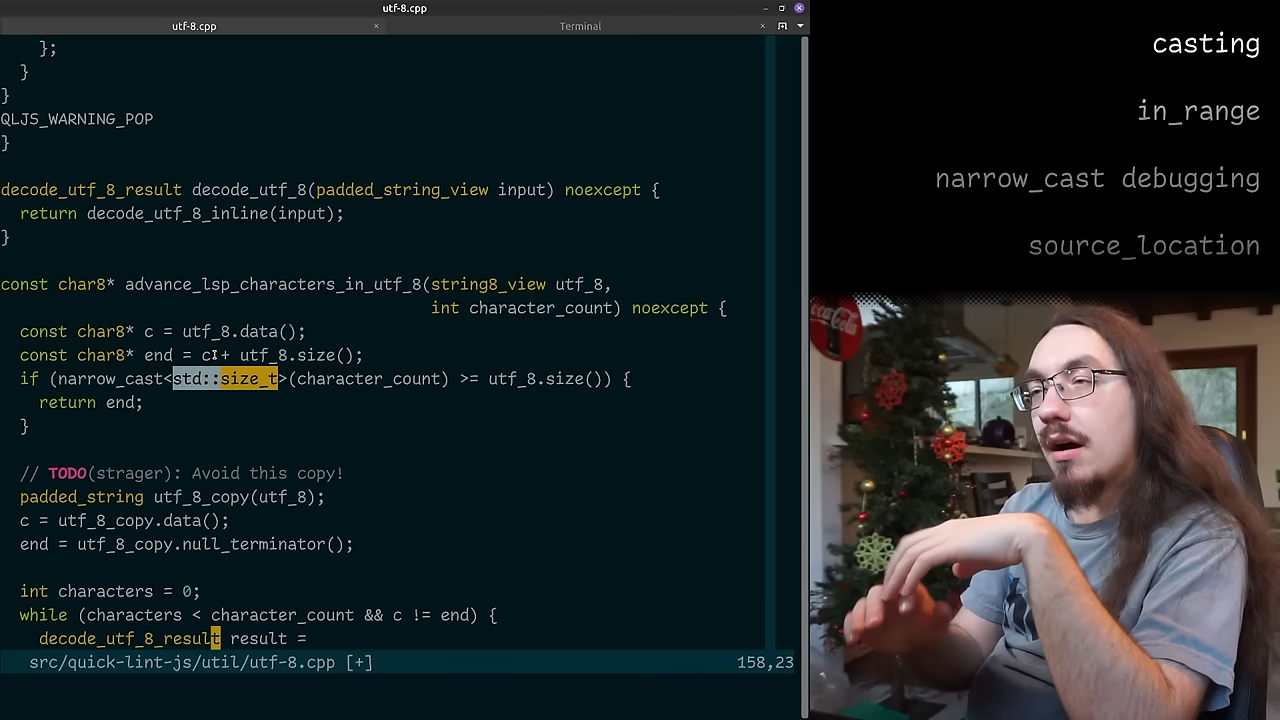 utf-8.cpp
utf-8.cpp
Terminal
};
}
}
QLJS_WARNING_POP
}
decode_utf_8_result decode_utf_8(padded_string_view input) noexcept {
return decode_utf_8_inline(input);
}
const char8* advance_lsp_characters_in_utf_8(string8_view utf_8,
int character_count) noexcept {
const char8* c = utf_8.data();
const char8* end = c + utf_8.size();
if (narrow_cast<std::size_t>(character_count) >= utf_8.size()) {
return end;
}
// TODO(strager): Avoid this copy!
padded_string utf_8_copy(utf_8);
c = utf_8_copy.data();
end = utf_8_copy.null_terminator();
int characters = 0;
while (characters < character_count && c != end) {
decode_utf_8_result result =
src/quick-lint-js/util/utf-8.cpp [+]
158,23
casting
in_range
narrow_cast debugging
source_location
Coca-Cola